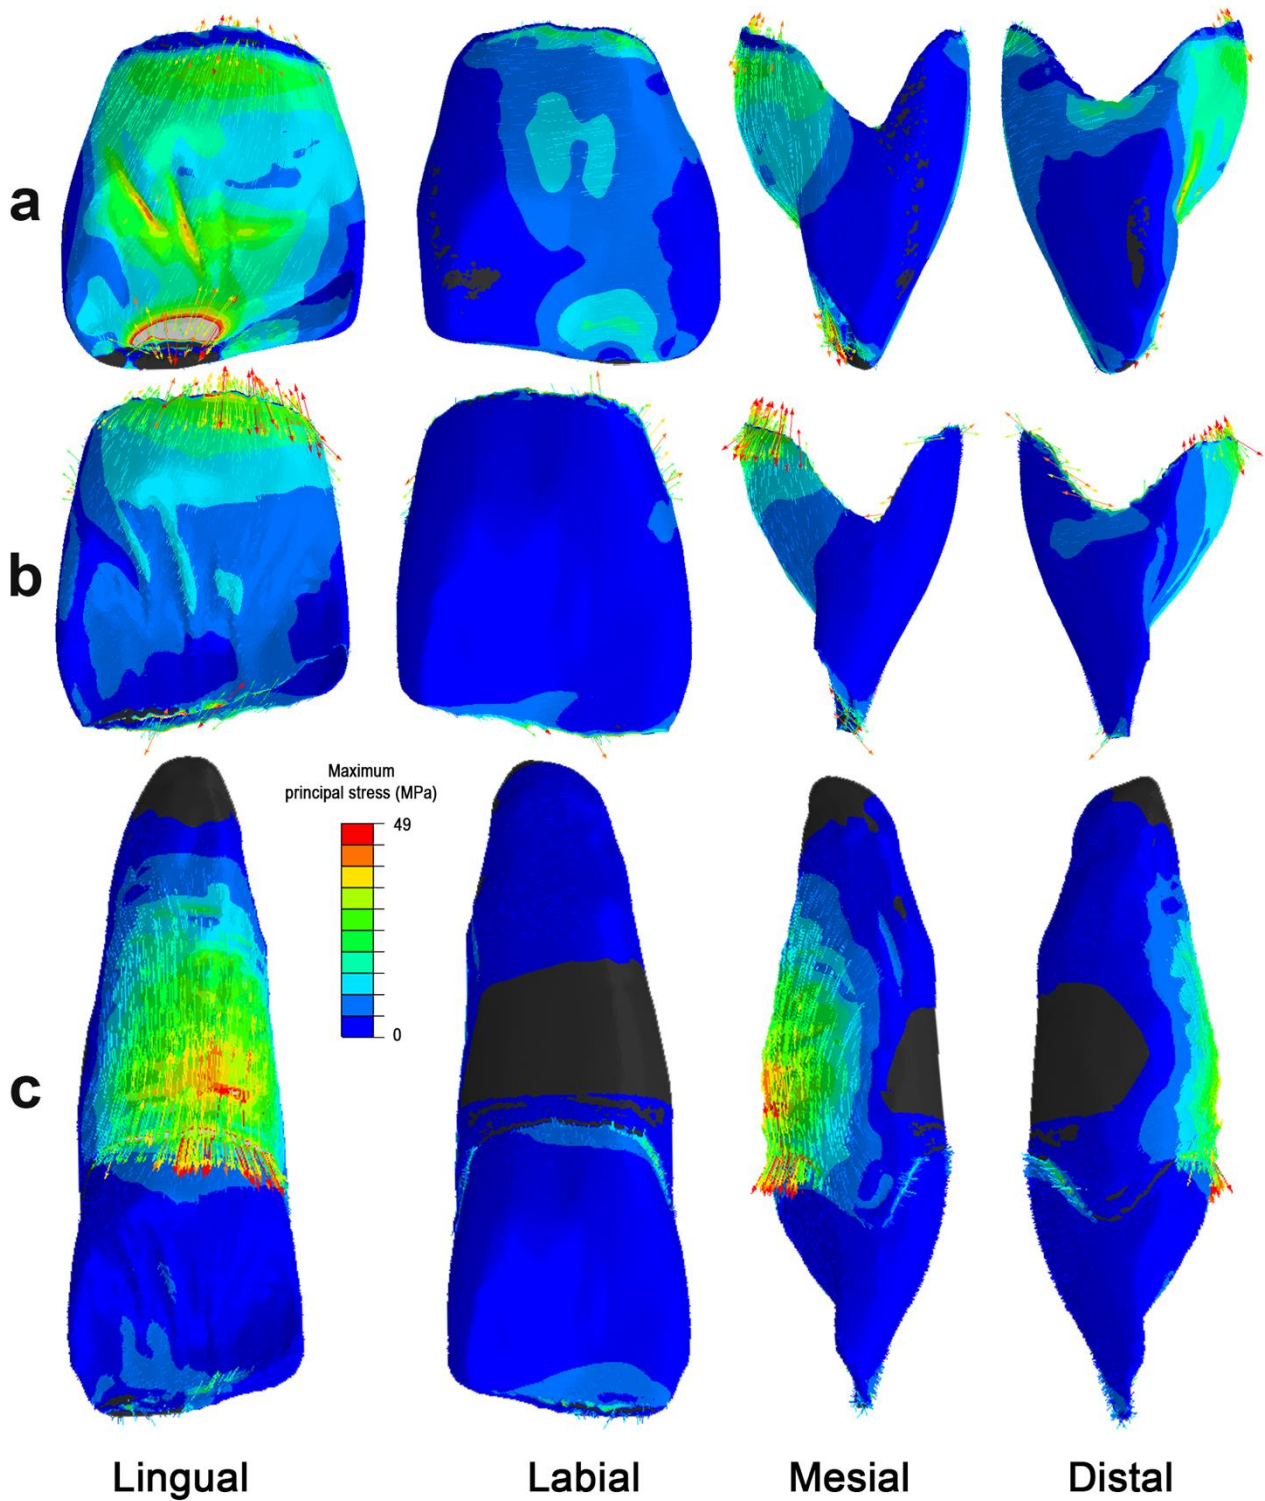 a
b
Maximum
principal stress (MPa)
49
0
c
Lingual
Labial
Mesial
Distal